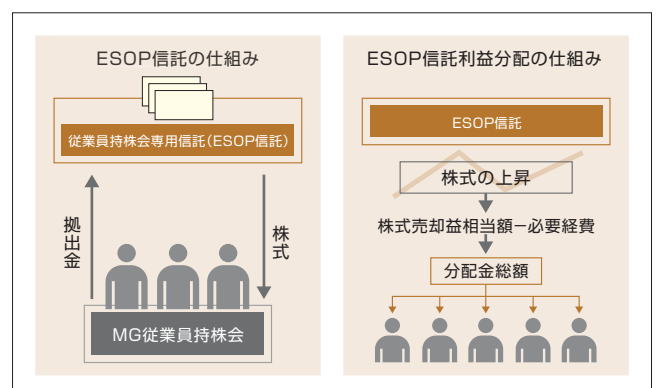 ESOP信託の仕組み
従業員持株会専用信託(ESOP信託)
拠出金
株式
MG従業員持株会
ESOP信託利益分配の仕組み
ESOP信託
株式の上昇
株式売却益相当額−必要経費
分配金総額